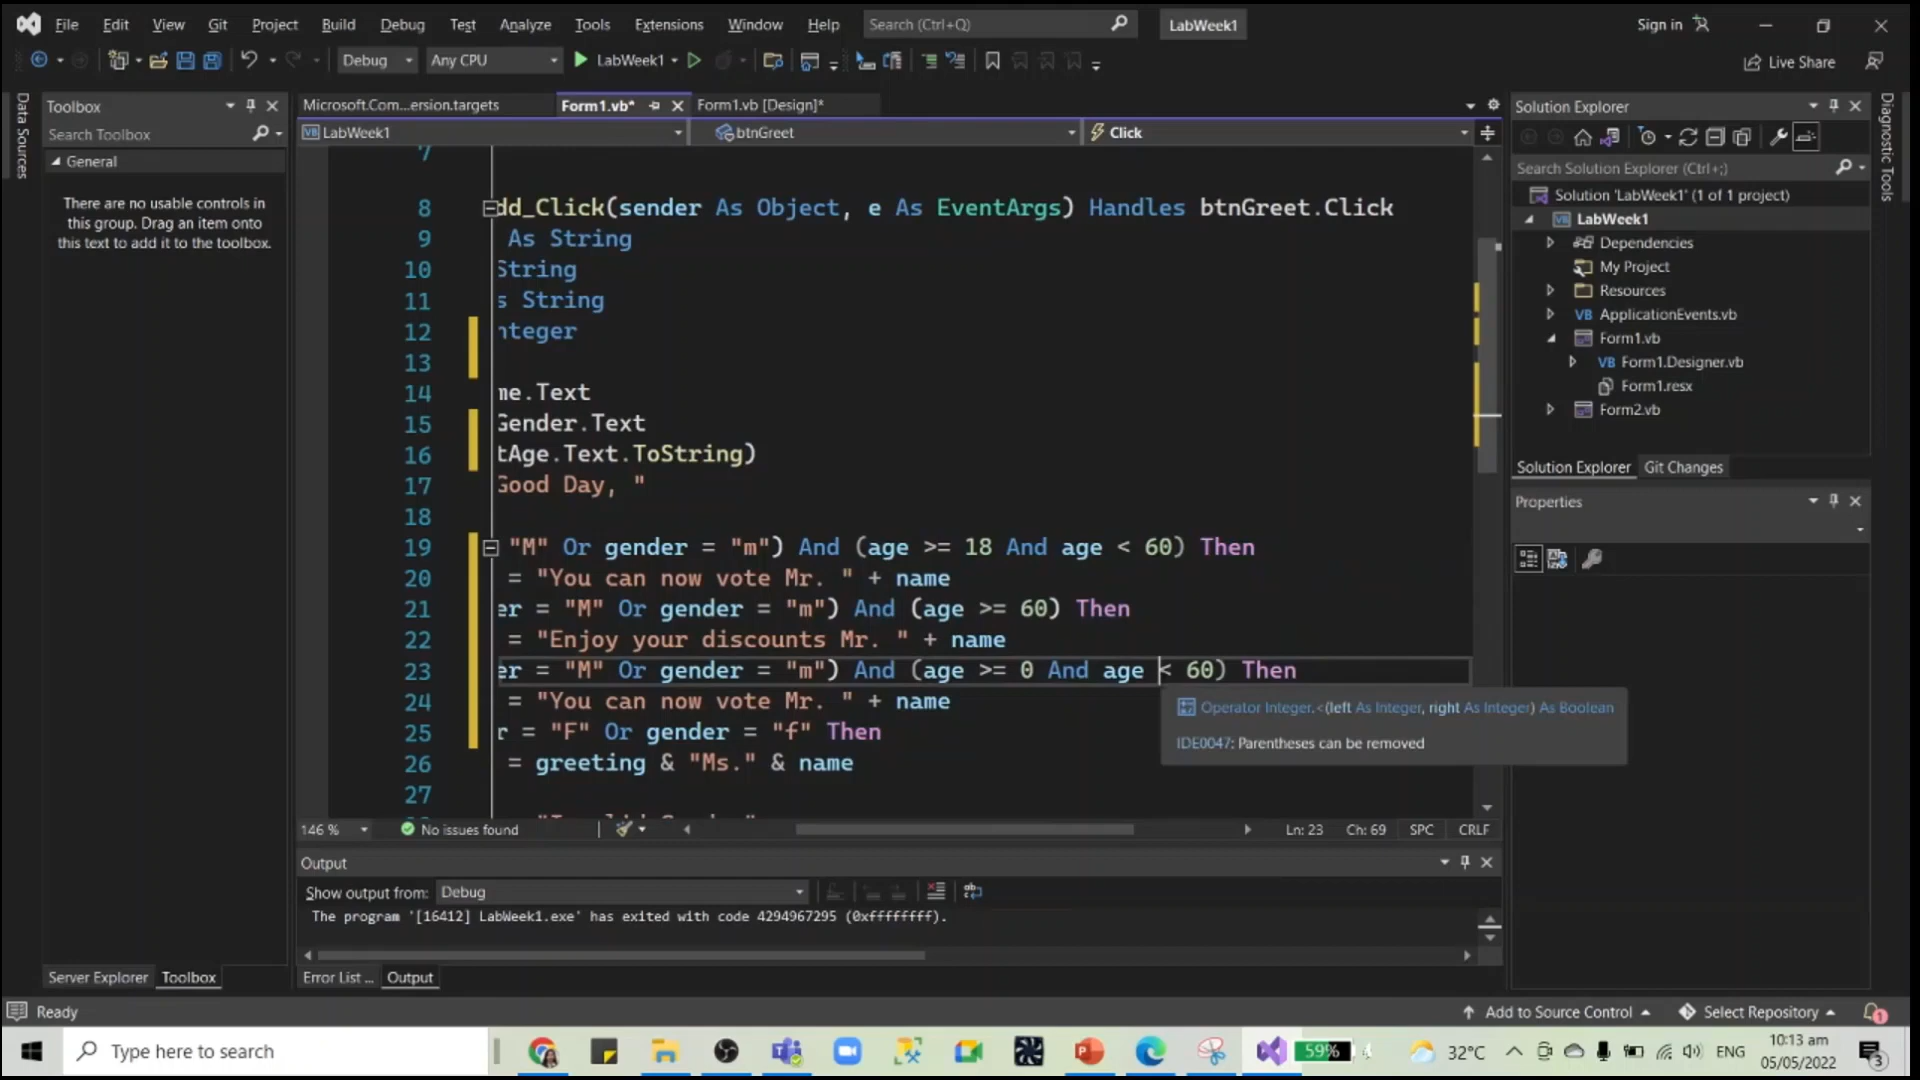 File Edit View Git Project Build Debug Test Analyze Tools Extensions Window Help Search (Ctrl+Q) LabWeek1 Sign in
Debug Any CPU LabWeek1 Live Share
Data Sources
Toolbox
Search Toolbox
General
There are no usable controls in
this group. Drag an item onto
this text to add it to the toolbox.
Microsoft.Com...ersion.targets Form1.vb* Form1.vb [Design]*
LabWeek1 btnGreet Click
7
8 dd_Click(sender As Object, e As EventArgs) Handles btnGreet.Click
9 As String
10 String
11 s String
12 nteger
13
14 me.Text
15 Gender.Text
16 tAge.Text.ToString)
17 Good Day, "
18
19 "M" Or gender = "m") And (age >= 18 And age < 60) Then
20 = "You can now vote Mr. " + name
21 er = "M" Or gender = "m") And (age >= 60) Then
22 = "Enjoy your discounts Mr. " + name
23 er = "M" Or gender = "m") And (age >= 0 And age < 60) Then
24 = "You can now vote Mr. " + name
25 r = "F" Or gender = "f" Then
26 = greeting & "Ms." & name
27
Operator Integer.<(left As Integer, right As Integer) As Boolean
IDE0047: Parentheses can be removed
146 % No issues found Ln: 23 Ch: 69 SPC CRLF
Output
Show output from: Debug
The program '[16412] LabWeek1.exe' has exited with code 4294967295 (0xffffffff).
Server Explorer Toolbox Error List ... Output
Solution Explorer
Search Solution Explorer (Ctrl+;)
Solution 'LabWeek1' (1 of 1 project)
LabWeek1
Dependencies
My Project
Resources
VB ApplicationEvents.vb
Form1.vb
VB Form1.Designer.vb
Form1.resx
Form2.vb
Solution Explorer Git Changes
Properties
Diagnostic Tools
Ready Add to Source Control Select Repository 1
Type here to search 59% 32°C ENG 10:13 am
05/05/2022 3